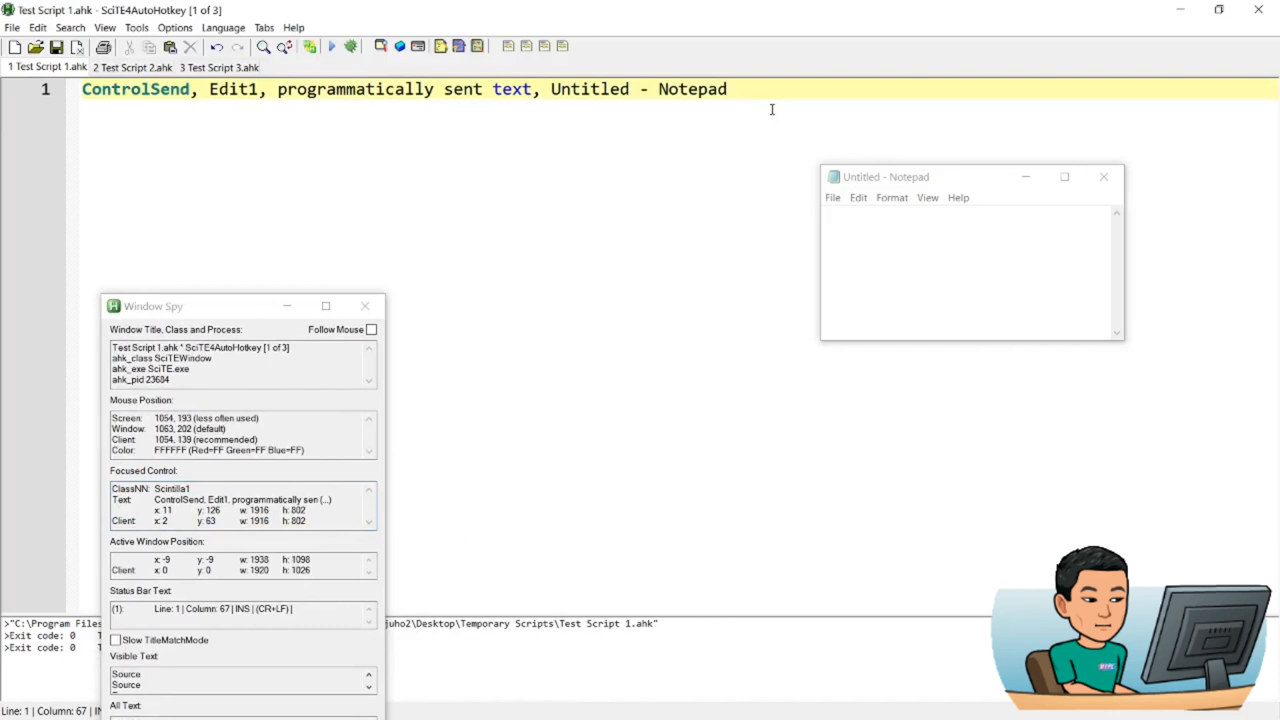 Test Script 1.ahk - SciTE4AutoHotkey [1 of 3]
File Edit Search View Tools Options Language Tabs Help
1 Test Script 1.ahk 2 Test Script 2.ahk 3 Test Script 3.ahk
1 ControlSend, Edit1, programmatically sent text, Untitled - Notepad
Untitled - Notepad
File Edit Format View Help
Window Spy
Window Title, Class and Process: Follow Mouse
Test Script 1.ahk * SciTE4AutoHotkey [1 of 3]
ahk_class SciTEWindow
ahk_exe SciTE.exe
ahk_pid 23684
Mouse Position:
Screen: 1054, 193 (less often used)
Window: 1063, 202 (default)
Client: 1054, 139 (recommended)
Color: FFFFFF (Red=FF Green=FF Blue=FF)
Focused Control:
ClassNN: Scintilla1
Text: ControlSend, Edit1, programmatically sen (...)
x: 11 y: 126 w: 1916 h: 802
Client: x: 2 y: 63 w: 1916 h: 802
Active Window Position:
x: -9 y: -9 w: 1938 h: 1098
Client: x: 0 y: 0 w: 1920 h: 1026
Status Bar Text:
(1): Line: 1 | Column: 67 | INS | (CR+LF) |
Slow TitleMatchMode
Visible Text:
Source
Source
All Text:
>"C:\Program Files juho2\Desktop\Temporary Scripts\Test Script 1.ahk"
>Exit code: 0 T
>Exit code: 0 T
Line: 1 | Column: 67 | IN